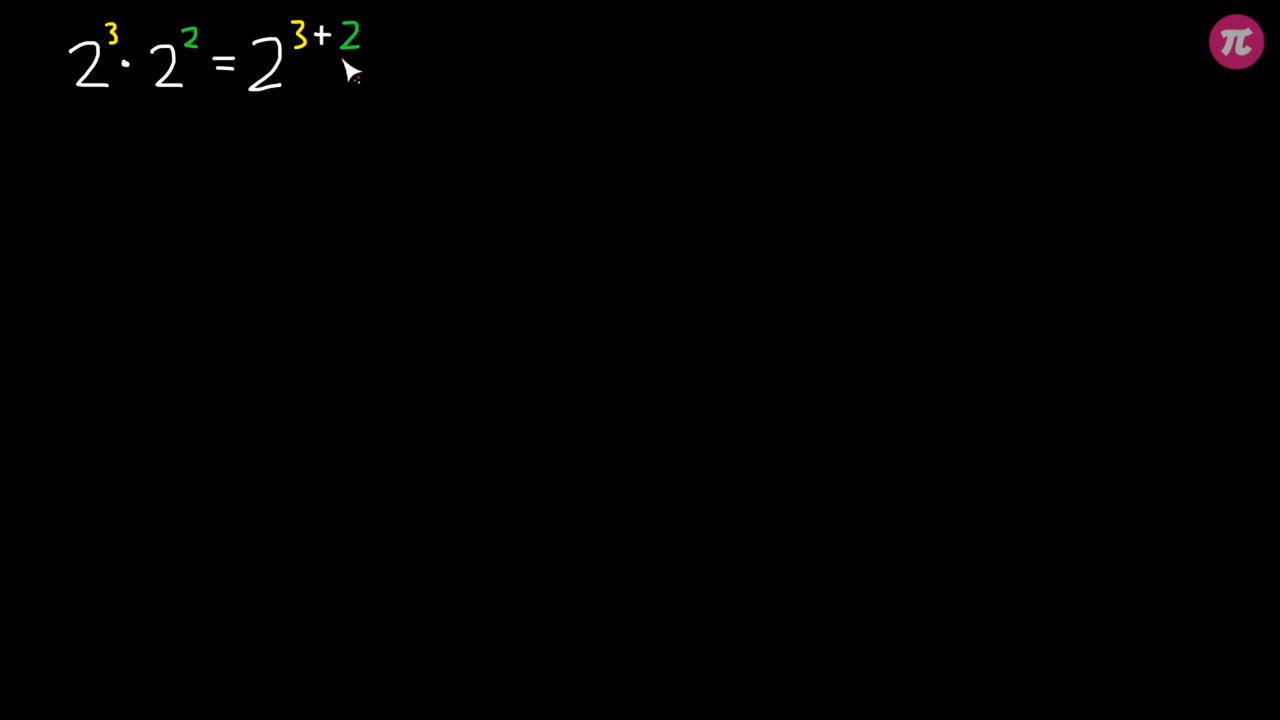 2³ · 2² = 2³⁺²
π